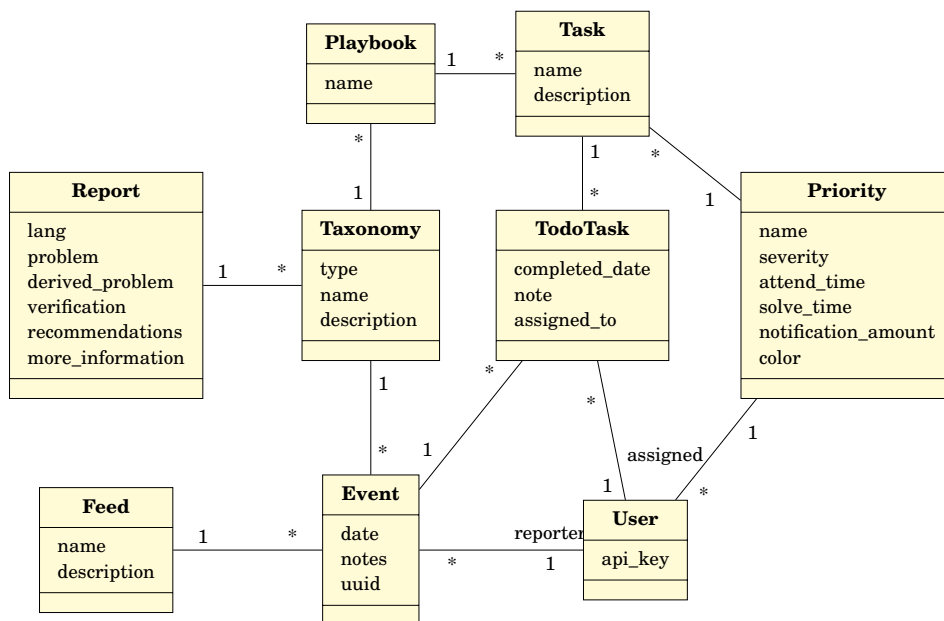 Playbook
name
1
*
Task
name
description
*
1
1
*
*
1
Report
lang
problem
derived_problem
verification
recommendations
more_information
1
*
Taxonomy
type
name
description
TodoTask
completed_date
note
assigned_to
Priority
name
severity
attend_time
solve_time
notification_amount
color
1
*
*
1
*
assigned
1
1
*
Feed
name
description
1
*
Event
date
notes
uuid
reporter
*
1
User
api_key